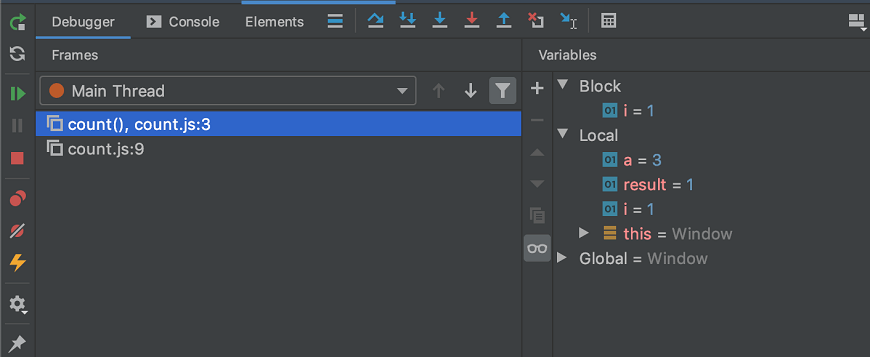 Debugger Console Elements
Frames Variables
Main Thread
count(), count.js:3
count.js:9
Block
01 i = 1
Local
01 a = 3
01 result = 1
01 i = 1
this = Window
Global = Window